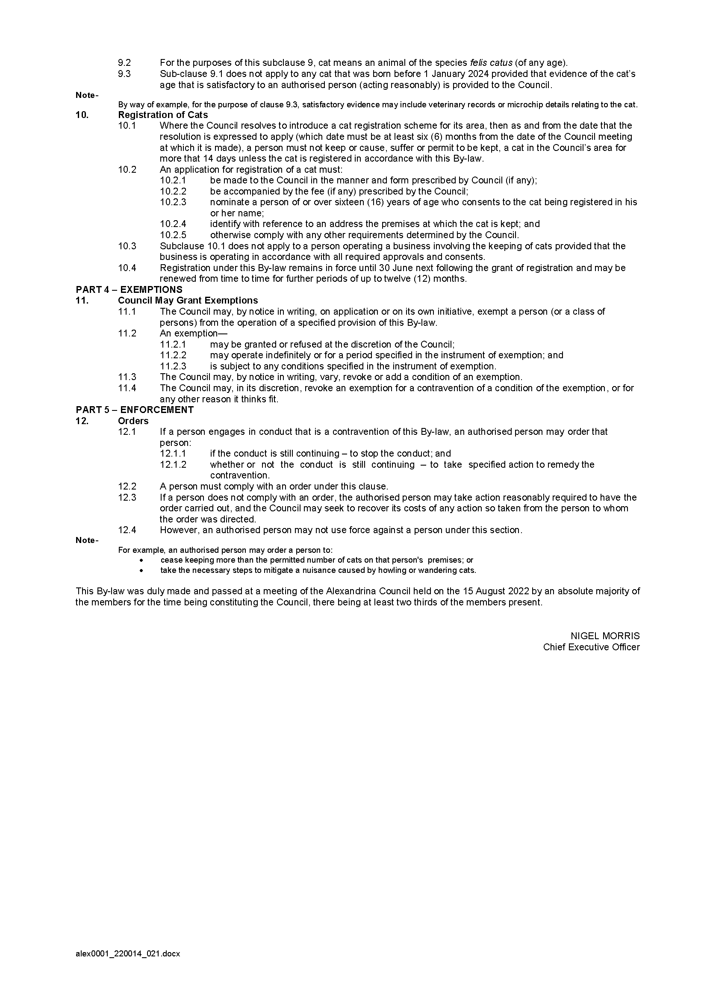 9.2 For the purposes of this subclause 9, cat means an animal of the species felis catus (of any age).
9.3 Sub-clause 9.1 does not apply to any cat that was born before 1 January 2024 provided that evidence of the cat's
age that is satisfactory to an authorised person (acting reasonably) is provided to the Council.
Note-
By way of example, for the purpose of clause 9.3, satisfactory evidence may include veterinary records or microchip details relating to the cat.
10. Registration of Cats
10.1 Where the Council resolves to introduce a cat registration scheme for its area, then as and from the date that the
resolution is expressed to apply (which date must be at least six (6) months from the date of the Council meeting
at which it is made), a person must not keep or cause, suffer or permit to be kept, a cat in the Council's area for
more that 14 days unless the cat is registered in accordance with this By-law.
10.2 An application for registration of a cat must:
10.2.1 be made to the Council in the manner and form prescribed by Council (if any);
10.2.2 be accompanied by the fee (if any) prescribed by the Council;
10.2.3 nominate a person of or over sixteen (16) years of age who consents to the cat being registered in his
or her name;
10.2.4 identify with reference to an address the premises at which the cat is kept; and
10.2.5 otherwise comply with any other requirements determined by the Council.
10.3 Subclause 10.1 does not apply to a person operating a business involving the keeping of cats provided that the
business is operating in accordance with all required approvals and consents.
10.4 Registration under this By-law remains in force until 30 June next following the grant of registration and may be
renewed from time to time for further periods of up to twelve (12) months.
PART 4 – EXEMPTIONS
11. Council May Grant Exemptions
11.1 The Council may, by notice in writing, on application or on its own initiative, exempt a person (or a class of
persons) from the operation of a specified provision of this By-law.
11.2 An exemption—
11.2.1 may be granted or refused at the discretion of the Council;
11.2.2 may operate indefinitely or for a period specified in the instrument of exemption; and
11.2.3 is subject to any conditions specified in the instrument of exemption.
11.3 The Council may, by notice in writing, vary, revoke or add a condition of an exemption.
11.4 The Council may, in its discretion, revoke an exemption for a contravention of a condition of the exemption, or for
any other reason it thinks fit.
PART 5 – ENFORCEMENT
12. Orders
12.1 If a person engages in conduct that is a contravention of this By-law, an authorised person may order that
person:
12.1.1 if the conduct is still continuing – to stop the conduct; and
12.1.2 whether or not the conduct is still continuing – to take specified action to remedy the
contravention.
12.2 A person must comply with an order under this clause.
12.3 If a person does not comply with an order, the authorised person may take action reasonably required to have the
order carried out, and the Council may seek to recover its costs of any action so taken from the person to whom
the order was directed.
12.4 However, an authorised person may not use force against a person under this section.
Note-
For example, an authorised person may order a person to:
• cease keeping more than the permitted number of cats on that person's premises; or
• take the necessary steps to mitigate a nuisance caused by howling or wandering cats.
This By-law was duly made and passed at a meeting of the Alexandrina Council held on the 15 August 2022 by an absolute majority of
the members for the time being constituting the Council, there being at least two thirds of the members present.
NIGEL MORRIS
Chief Executive Officer
alex0001_220014_021.docx